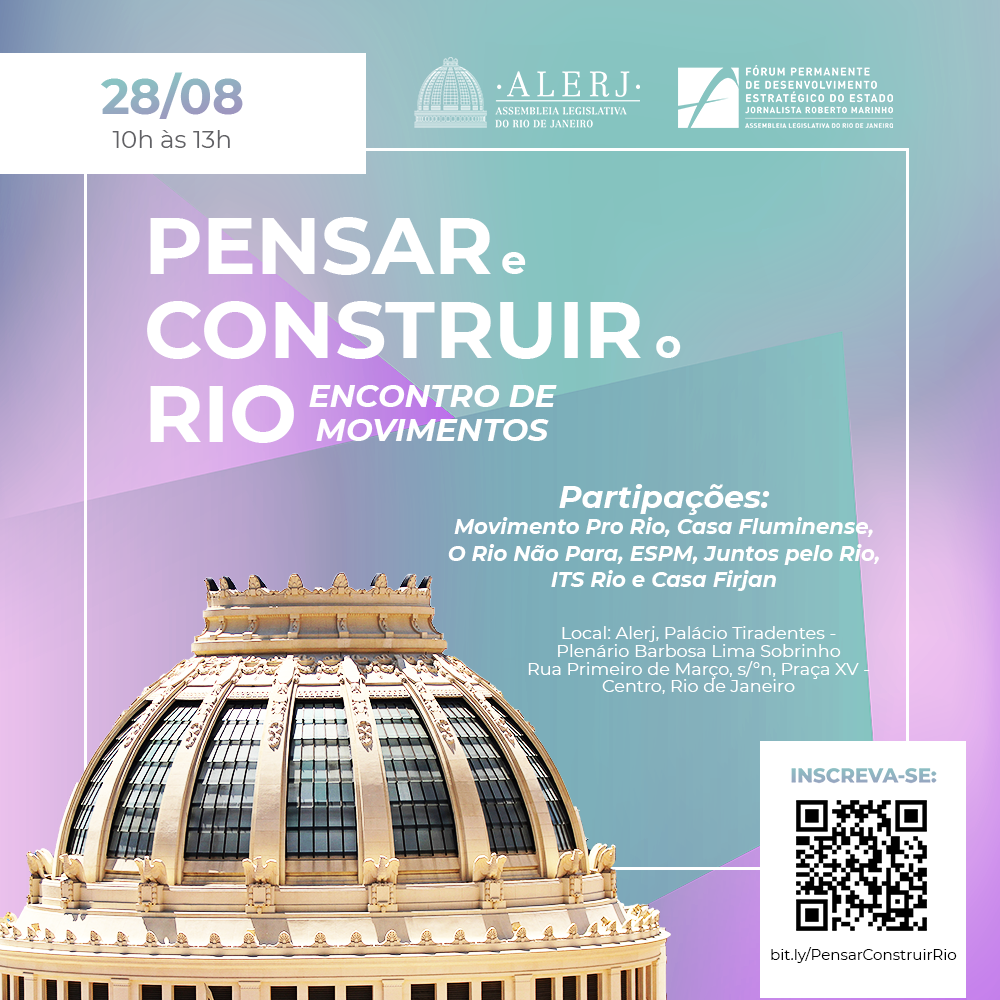 28/08
10h às 13h
·ALERJ·
ASSEMBLEIA LEGISLATIVA
DO RIO DE JANEIRO
FÓRUM PERMANENTE
DE DESENVOLVIMENTO
ESTRATÉGICO DO ESTADO
JORNALISTA ROBERTO MARINHO
ASSEMBLEIA LEGISLATIVA DO RIO DE JANEIRO
PENSAR e
CONSTRUIR o
RIO ENCONTRO DE
MOVIMENTOS
Partipações:
Movimento Pro Rio, Casa Fluminense,
O Rio Não Para, ESPM, Juntos pelo Rio,
ITS Rio e Casa Firjan
Local: Alerj, Palácio Tiradentes -
Plenário Barbosa Lima Sobrinho
Rua Primeiro de Março, s/ºn, Praça XV -
Centro, Rio de Janeiro
INSCREVA-SE:
bit.ly/PensarConstruirRio